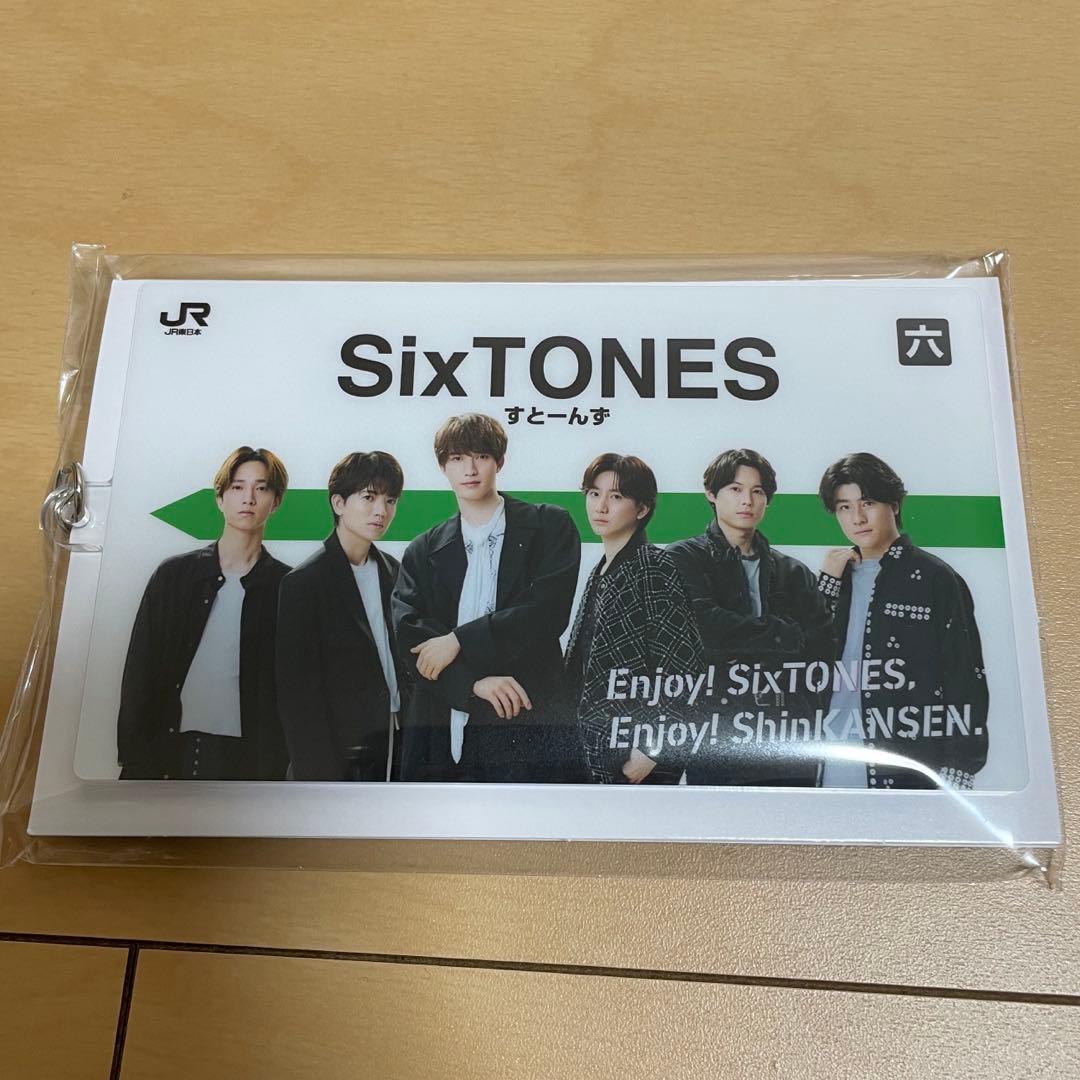 JR
JR東日本
SixTONES
六
すとーんず
Enjoy! SixTONES,
Enjoy! ShinKANSEN.